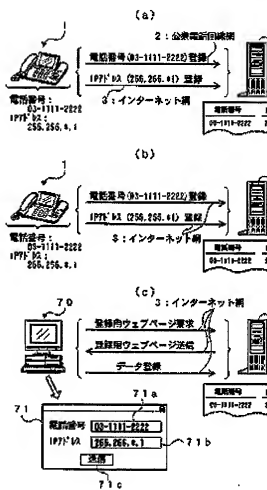 (a)
1
2:公衆電話回線網
電話番号(03-1111-2222)登録
IPアドレス (255.255.0.1) 登録
3:インターネット網
電話番号:
03-1111-2222
IPアドレス:
255.255.0.1
電話番号
03-1111-2222
(b)
1
電話番号(03-1111-2222)登録
IPアドレス (255.255.0.1) 登録
3:インターネット網
電話番号:
03-1111-2222
IPアドレス:
255.255.0.1
電話番号
03-1111-2222
(c)
70
3:インターネット網
登録用ウェブページ要求
登録用ウェブページ送信
データ登録
電話番号
03-1111-2222
71
71a
電話番号 03-1111-2222
IPアドレス 255.255.0.1
71b
送信
71c